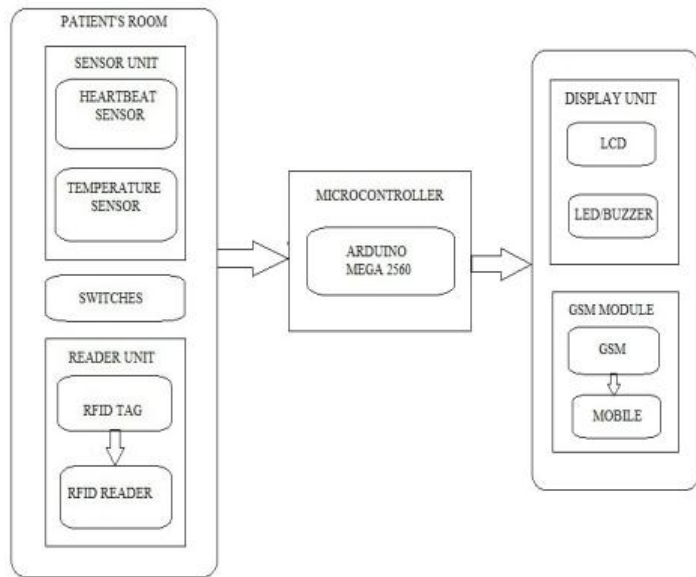 PATIENT'S ROOM
SENSOR UNIT
HEARTBEAT
SENSOR
TEMPERATURE
SENSOR
SWITCHES
READER UNIT
RFID TAG
RFID READER
MICROCONTROLLER
ARDUINO
MEGA 2560
DISPLAY UNIT
LCD
LED/BUZZER
GSM MODULE
GSM
MOBILE